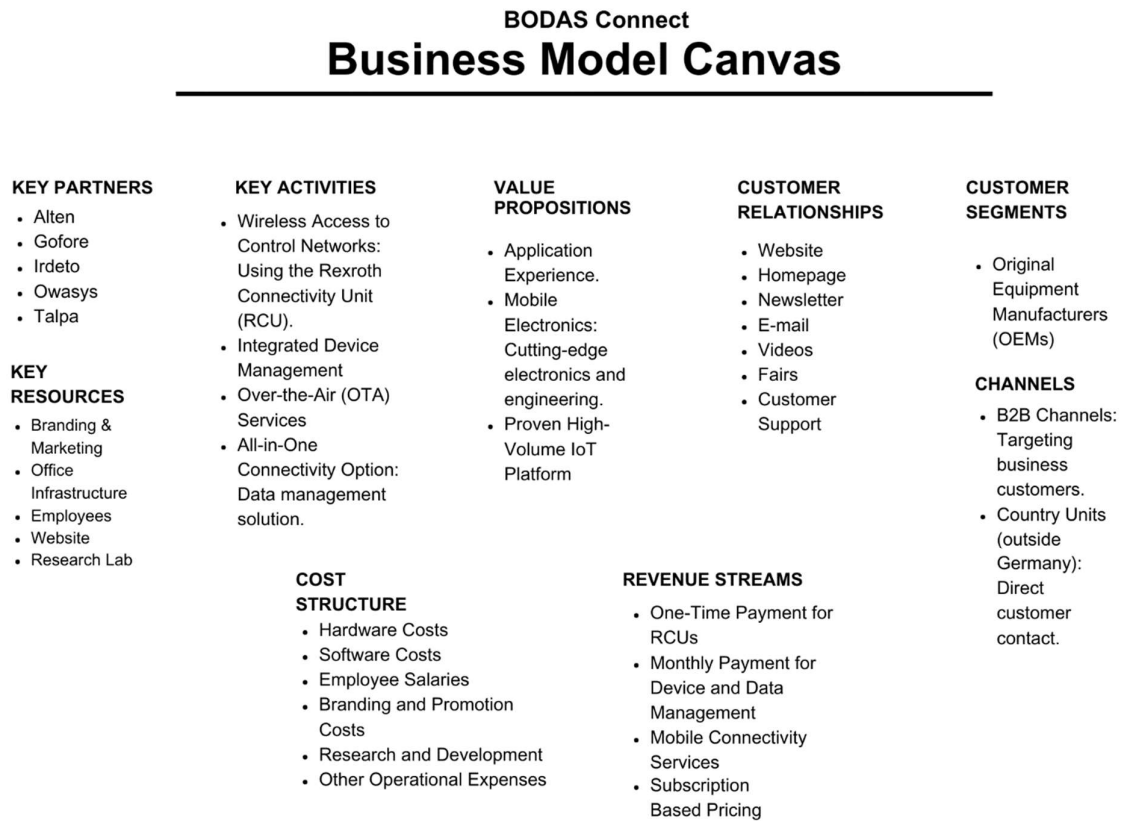 BODAS Connect
Business Model Canvas
KEY PARTNERS
• Alten
• Gofore
• Irdeto
• Owasys
• Talpa
KEY
RESOURCES
• Branding &
Marketing
• Office
Infrastructure
• Employees
• Website
• Research Lab
KEY ACTIVITIES
• Wireless Access to
Control Networks:
Using the Rexroth
Connectivity Unit
(RCU).
• Integrated Device
Management
• Over-the-Air (OTA)
Services
• All-in-One
Connectivity Option:
Data management
solution.
VALUE
PROPOSITIONS
• Application
Experience.
• Mobile
Electronics:
Cutting-edge
electronics and
engineering.
• Proven High-
Volume IoT
Platform
CUSTOMER
RELATIONSHIPS
• Website
• Homepage
• Newsletter
• E-mail
• Videos
• Fairs
• Customer
Support
CUSTOMER
SEGMENTS
• Original
Equipment
Manufacturers
(OEMs)
CHANNELS
• B2B Channels:
Targeting
business
customers.
• Country Units
(outside
Germany):
Direct
customer
contact.
COST
STRUCTURE
• Hardware Costs
• Software Costs
• Employee Salaries
• Branding and Promotion
Costs
• Research and Development
• Other Operational Expenses
REVENUE STREAMS
• One-Time Payment for
RCUs
• Monthly Payment for
Device and Data
Management
• Mobile Connectivity
Services
• Subscription
Based Pricing